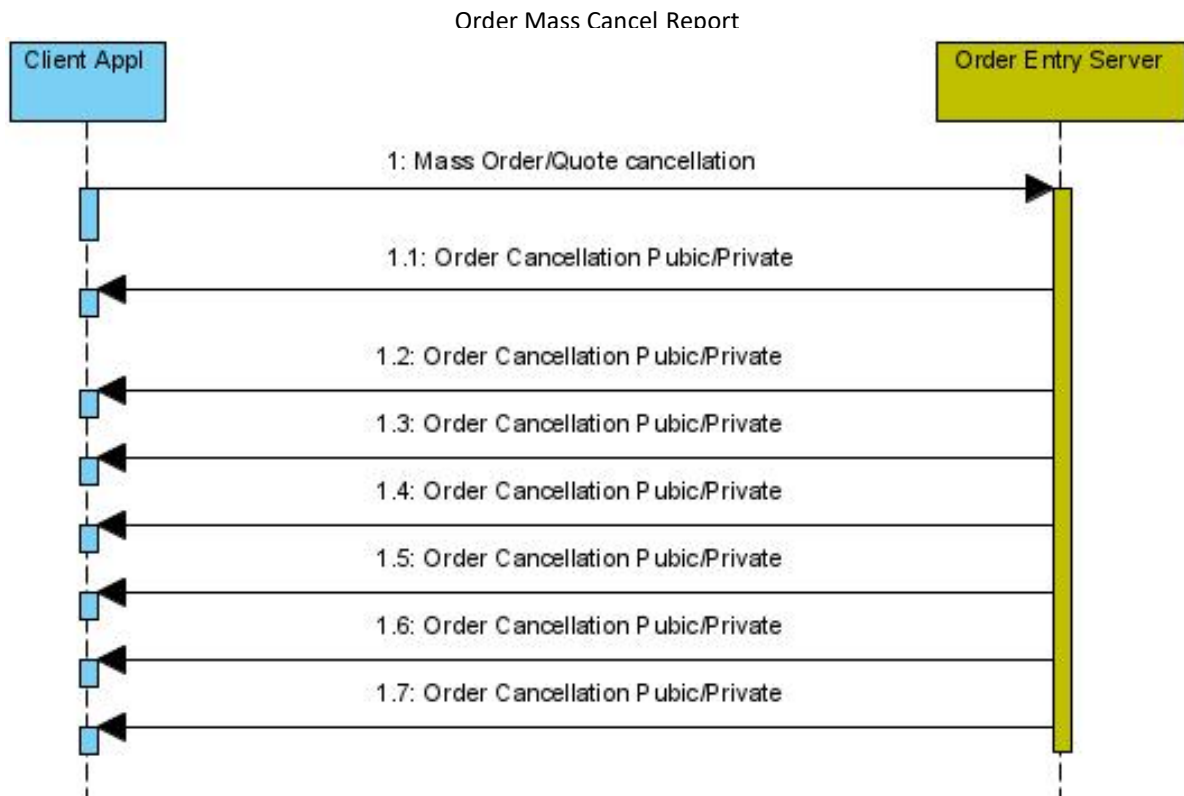 Order Mass Cancel Report
Client Appl
Order Entry Server
1: Mass Order/Quote cancellation
1.1: Order Cancellation Pubic/Private
1.2: Order Cancellation Pubic/Private
1.3: Order Cancellation Pubic/Private
1.4: Order Cancellation Pubic/Private
1.5: Order Cancellation Pubic/Private
1.6: Order Cancellation Pubic/Private
1.7: Order Cancellation Pubic/Private